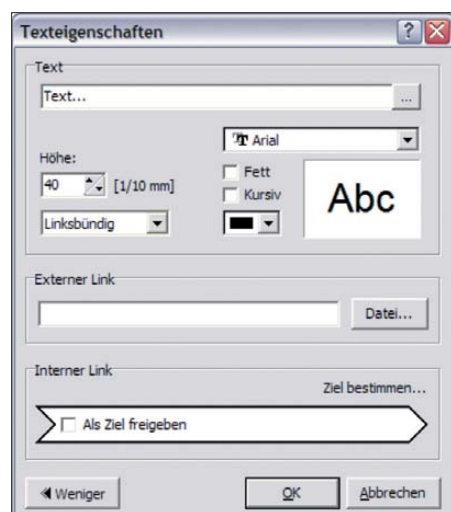 Texteigenschaften
Text
Text...
...
Arial
Höhe:
40 [1/10 mm]
Fett
Kursiv
Linksbündig
Abc
Externer Link
Datei...
Interner Link
Ziel bestimmen...
Als Ziel freigeben
Weniger OK Abbrechen